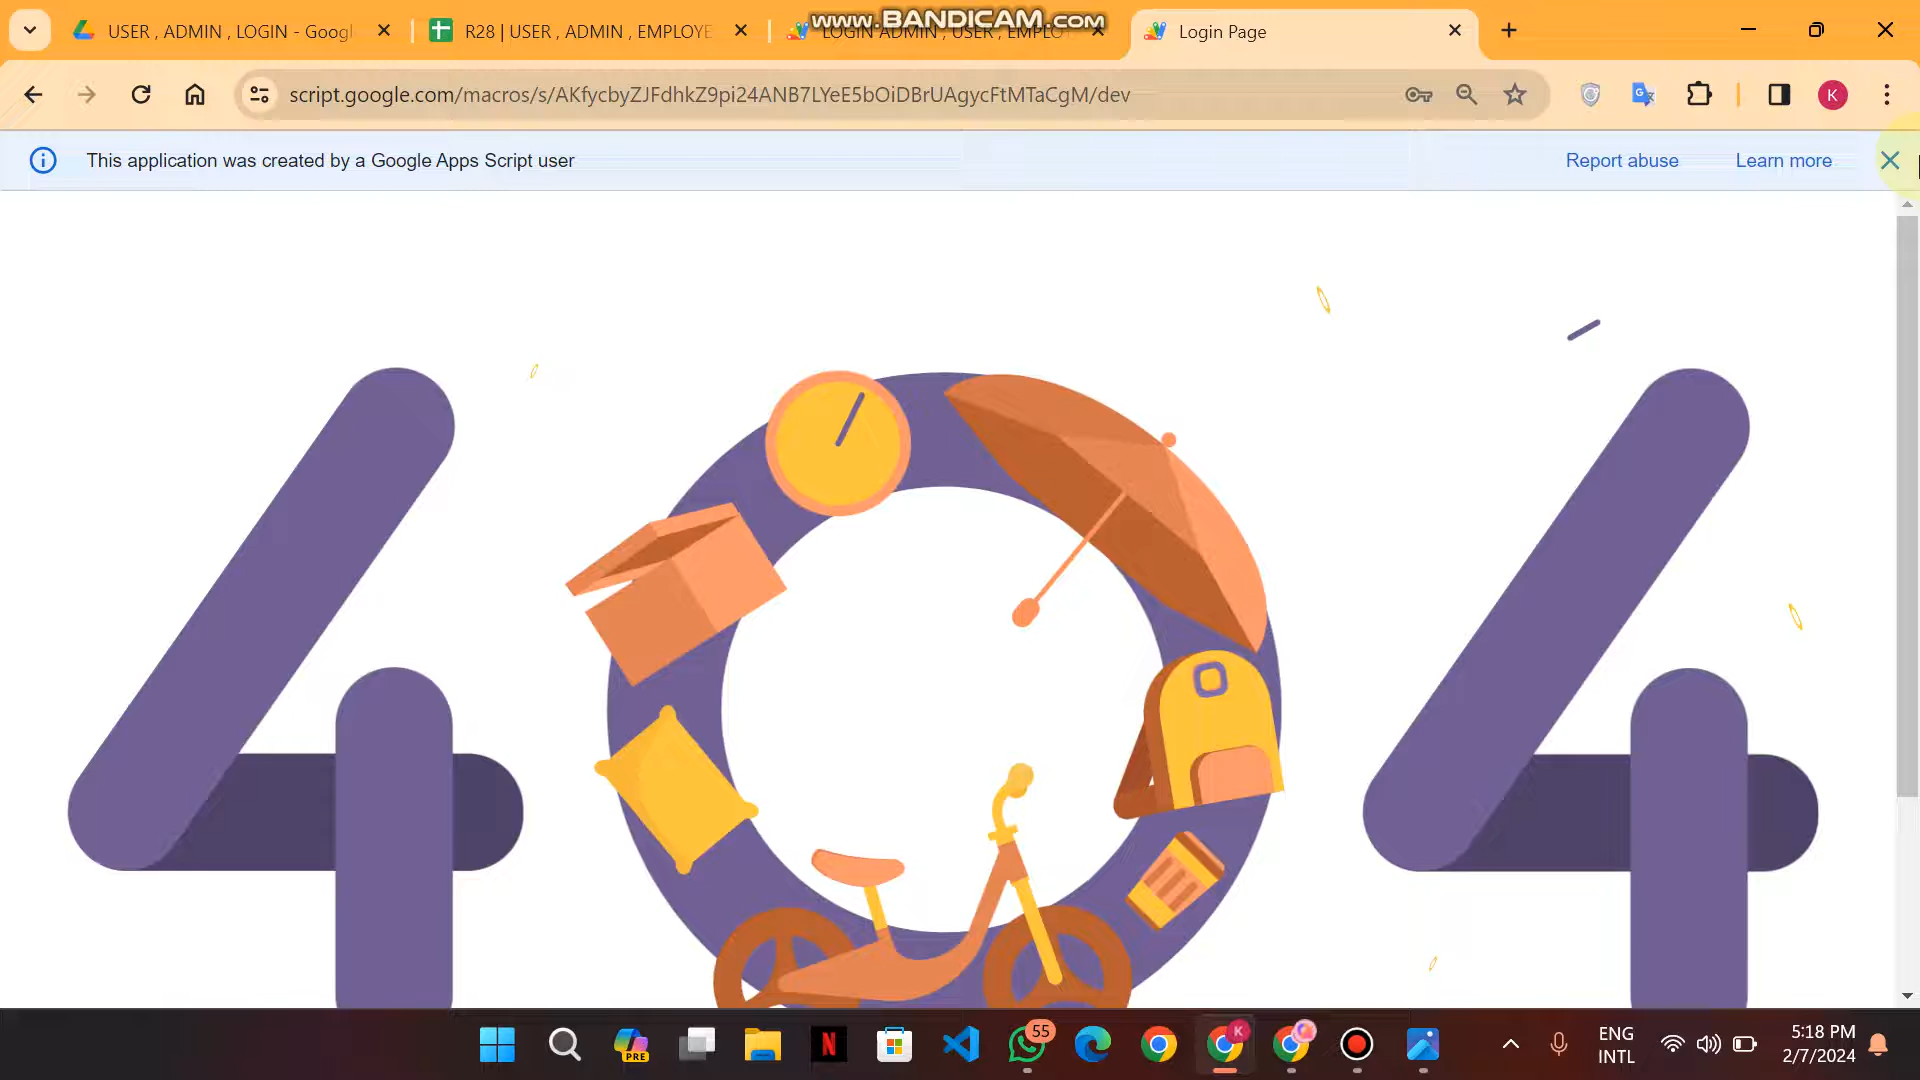 www.BANDICAM.com
USER , ADMIN , LOGIN - Googl
R28 | USER , ADMIN , EMPLOYE
LOGIN ADMIN , USER , EMPLO
Login Page
script.google.com/macros/s/AKfycbyZJFdhkZ9pi24ANB7LYeE5bOiDBrUAgycFtMTaCgM/dev
K
This application was created by a Google Apps Script user
Report abuse
Learn more
404
PRE
N
55
K
ENG
INTL
5:18 PM
2/7/2024